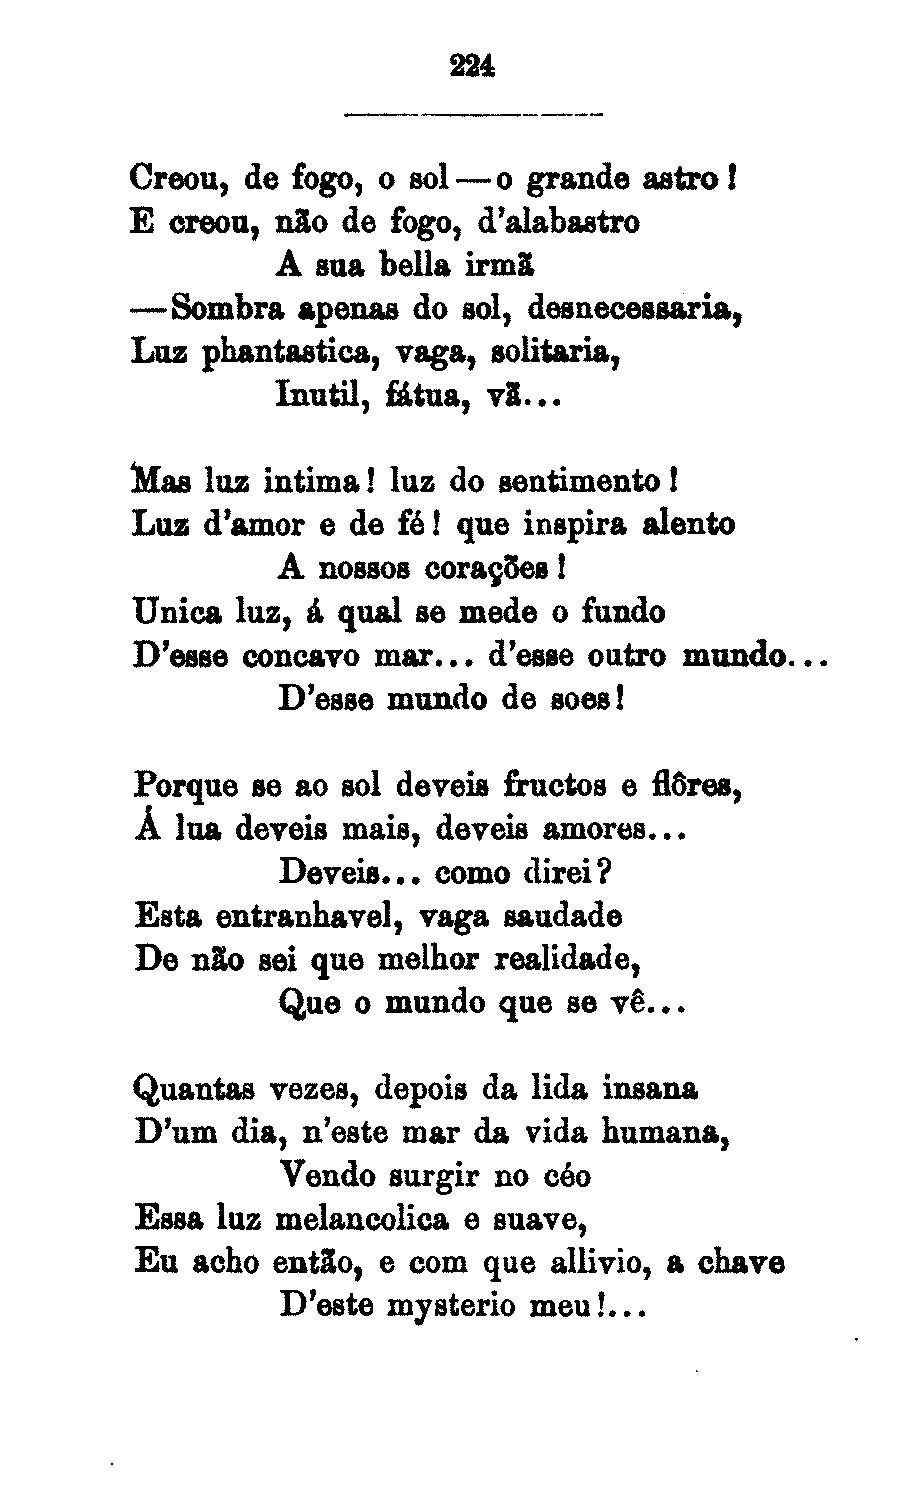 224
Creou, de fogo, o sol — o grande astro!
E creou, não de fogo, d'alabastro
A sua bella irmã
—Sombra apenas do sol, desnecessaria,
Luz phantastica, vaga, solitaria,
Inutil, fátua, vã...
Mas luz intima! luz do sentimento!
Luz d'amor e de fé! que inspira alento
A nossos corações!
Unica luz, á qual se mede o fundo
D'esse concavo mar... d'esse outro mundo...
D'esse mundo de soes!
Porque se ao sol deveis fructos e flôres,
Á lua deveis mais, deveis amores...
Deveis... como direi?
Esta entranhavel, vaga saudade
De não sei que melhor realidade,
Que o mundo que se vê...
Quantas vezes, depois da lida insana
D'um dia, n'este mar da vida humana,
Vendo surgir no céo
Essa luz melancolica e suave,
Eu acho então, e com que allivio, a chave
D'este mysterio meu!...